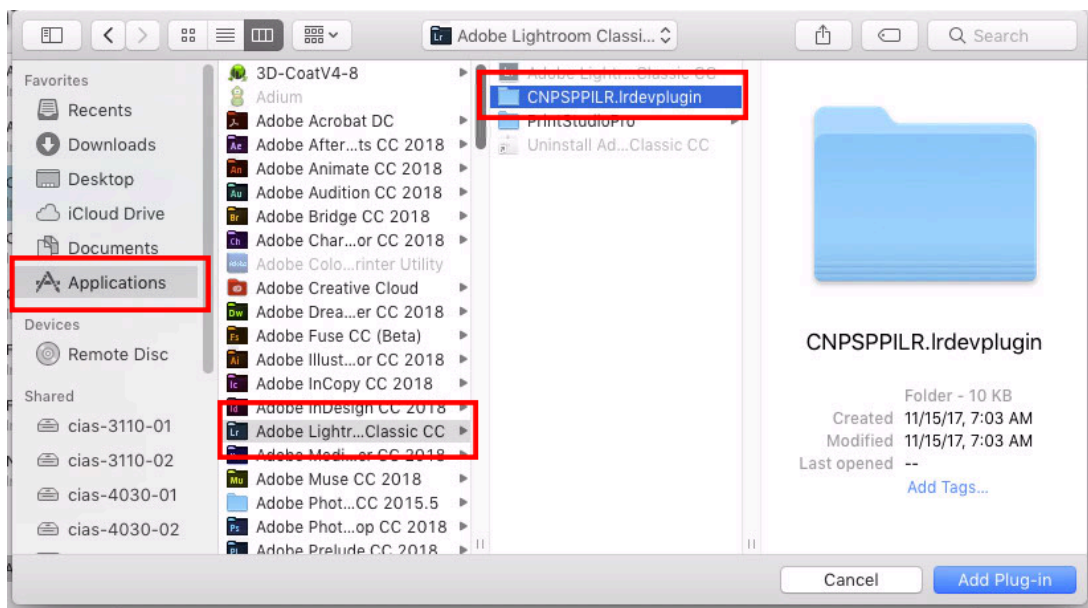 Adobe Lightroom Classi...
Search
Favorites
Recents
Downloads
Desktop
iCloud Drive
Documents
Applications
Devices
Remote Disc
Shared
cias-3110-01
cias-3110-02
cias-4030-01
cias-4030-02
3D-CoatV4-8
Adium
Adobe Acrobat DC
Adobe After...ts CC 2018
Adobe Animate CC 2018
Adobe Audition CC 2018
Adobe Bridge CC 2018
Adobe Char...or CC 2018
Adobe Colo...rinter Utility
Adobe Creative Cloud
Adobe Drea...er CC 2018
Adobe Fuse CC (Beta)
Adobe Illust...or CC 2018
Adobe InCopy CC 2018
Adobe InDesign CC 2018
Adobe Lightr...Classic CC
Adobe Medi...er CC 2018
Adobe Muse CC 2018
Adobe Phot...CC 2015.5
Adobe Phot...op CC 2018
Adobe Prelude CC 2018
Adobe Lightr...Classic CC
CNPSPPILR.lrdevplugin
PrintStudioPro
Uninstall Ad...Classic CC
CNPSPPILR.lrdevplugin
Folder - 10 KB
Created 11/15/17, 7:03 AM
Modified 11/15/17, 7:03 AM
Last opened --
Add Tags...
Cancel
Add Plug-in